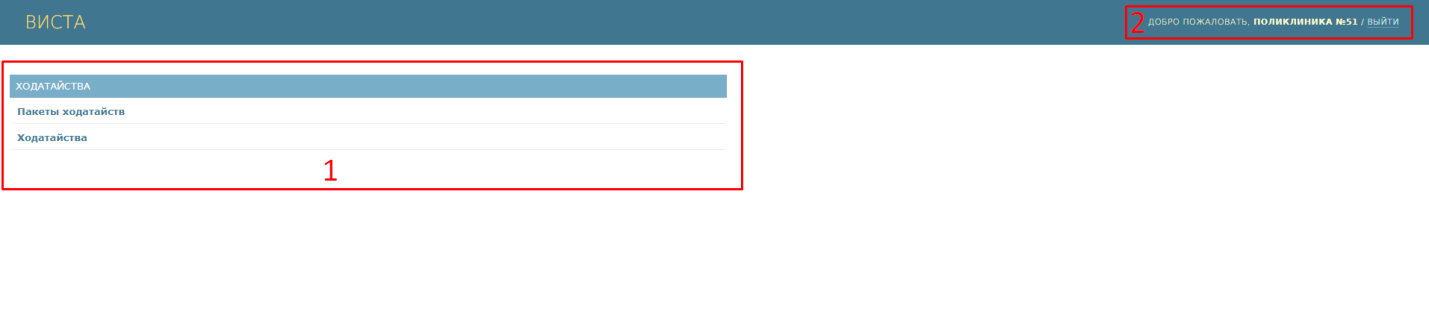 ВИСТА
2 ДОБРО ПОЖАЛОВАТЬ, ПОЛИКЛИНИКА №51 / ВЫЙТИ
ХОДАТАЙСТВА
Пакеты ходатайств
Ходатайства
1